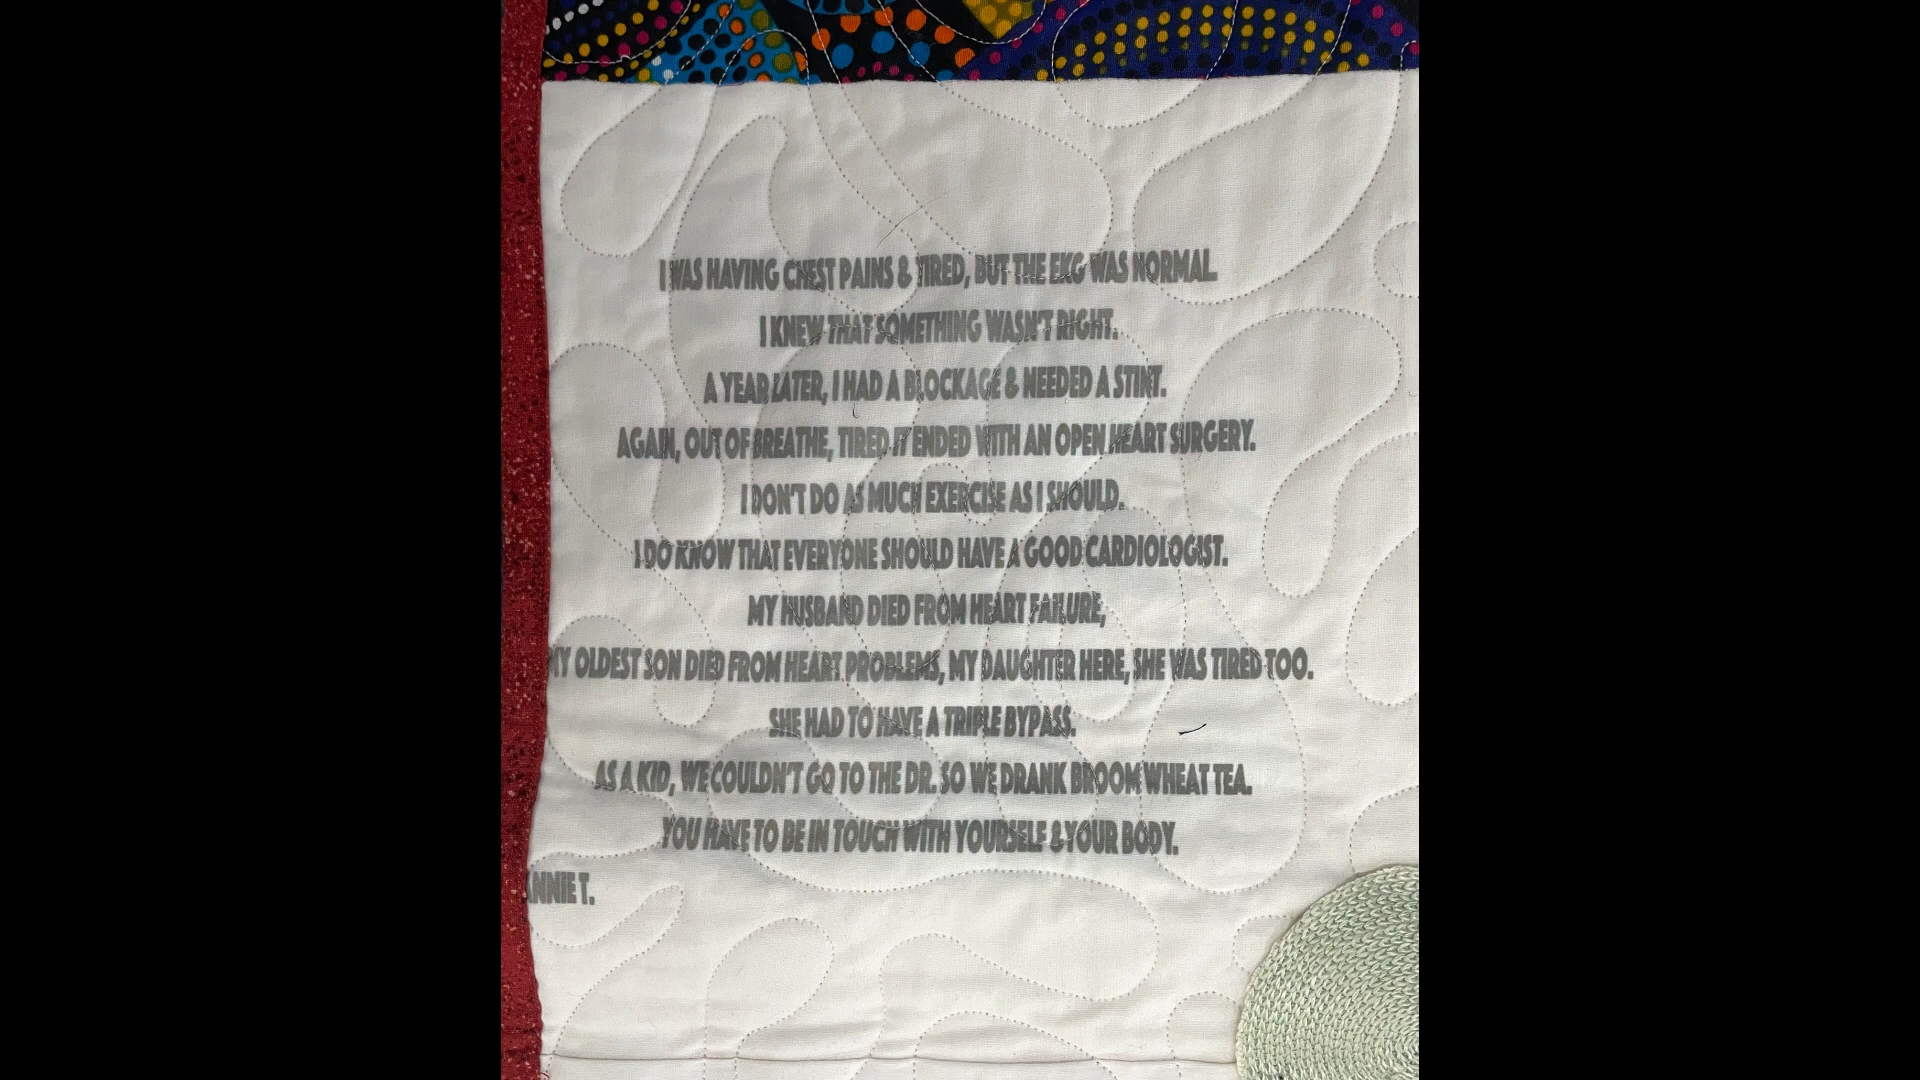 I WAS HAVING CHEST PAINS & TIRED, BUT THE EKG WAS NORMAL.
I KNEW THAT SOMETHING WASN'T RIGHT.
A YEAR LATER, I HAD A BLOCKAGE & NEEDED A STINT.
AGAIN, OUT OF BREATHE, TIRED IT ENDED WITH AN OPEN HEART SURGERY.
I DON'T DO AS MUCH EXERCISE AS I SHOULD.
I DO KNOW THAT EVERYONE SHOULD HAVE A GOOD CARDIOLOGIST.
MY HUSBAND DIED FROM HEART FAILURE,
MY OLDEST SON DIED FROM HEART PROBLEMS, MY DAUGHTER HERE, SHE WAS TIRED TOO.
SHE HAD TO HAVE A TRIPLE BYPASS.
AS A KID, WE COULDN'T GO TO THE DR. SO WE DRANK BROOM WHEAT TEA.
YOU HAVE TO BE IN TOUCH WITH YOURSELF & YOUR BODY.
ANNIE T.